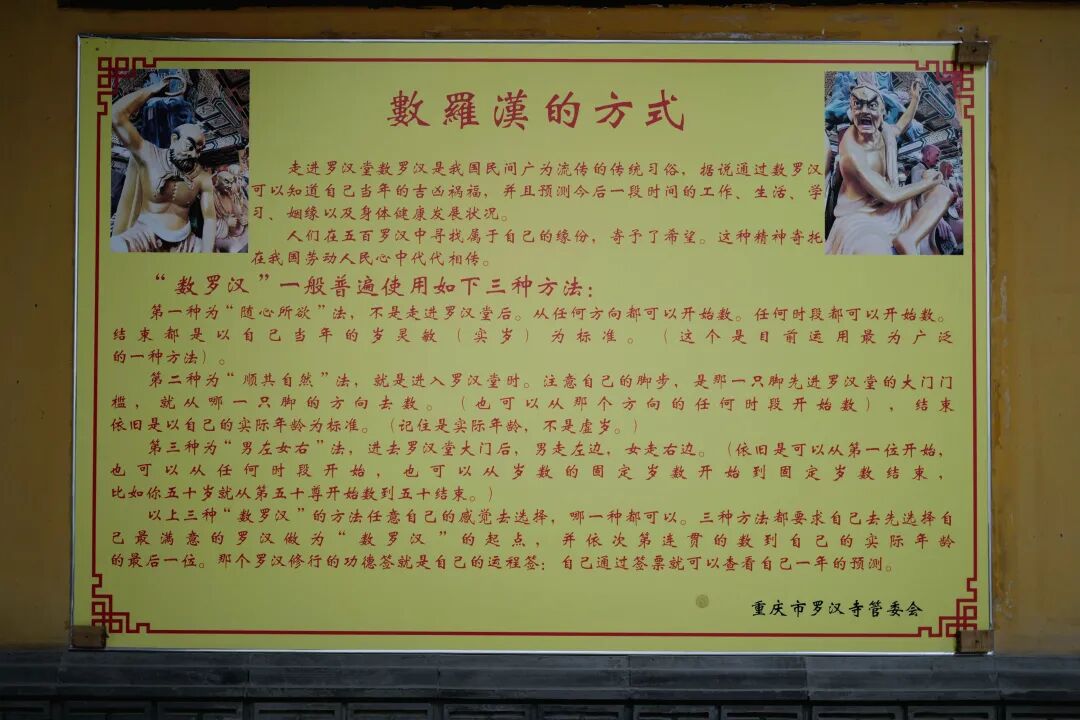 數羅漢的方式
走进罗汉堂数罗汉是我国民间广为流传的传统习俗，据说通过数罗汉
可以知道自己当年的吉凶祸福，并且预测今后一段时间的工作、生活、学
习、姻缘以及身体健康发展状况。
人们在五百罗汉中寻找属于自己的缘份，寄予了希望。这种精神寄托
在我国劳动人民心中代代相传。
“数罗汉”一般普遍使用如下三种方法：
第一种为“随心所欲”法，不是走进罗汉堂后。从任何方向都可以开始数。任何时段都可以开始数。
结束都是以自己当年的岁灵数（实岁）为标准。（这个是目前运用最为广泛
的一种方法）。
第二种为“顺其自然”法，就是进入罗汉堂时。注意自己的脚步，是那一只脚先进罗汉堂的大门门
槛，就从哪一只脚的方向去数。（也可以从那个方向的任何时段开始数），结束
依旧是以自己的实际年龄为标准。（记住是实际年龄，不是虚岁。）
第三种为“男左女右”法，进去罗汉堂大门后，男走左边，女走右边。（依旧是可以从第一位开始，
也可以从任何时段开始，也可以从岁数的固定岁数开始到固定岁数结束，
比如你五十岁就从第五十尊开始数到五十结束。）
以上三种“数罗汉”的方法任意自己的感觉去选择，哪一种都可以。三种方法都要求自己去先选择自
己最满意的罗汉做为“数罗汉”的起点，并依次第连贯的数到自己的实际年龄
的最后一位。那个罗汉修行的功德签就是自己的运程签；自己通过签票就可以查看自己一年的预测。
重庆市罗汉寺管委会